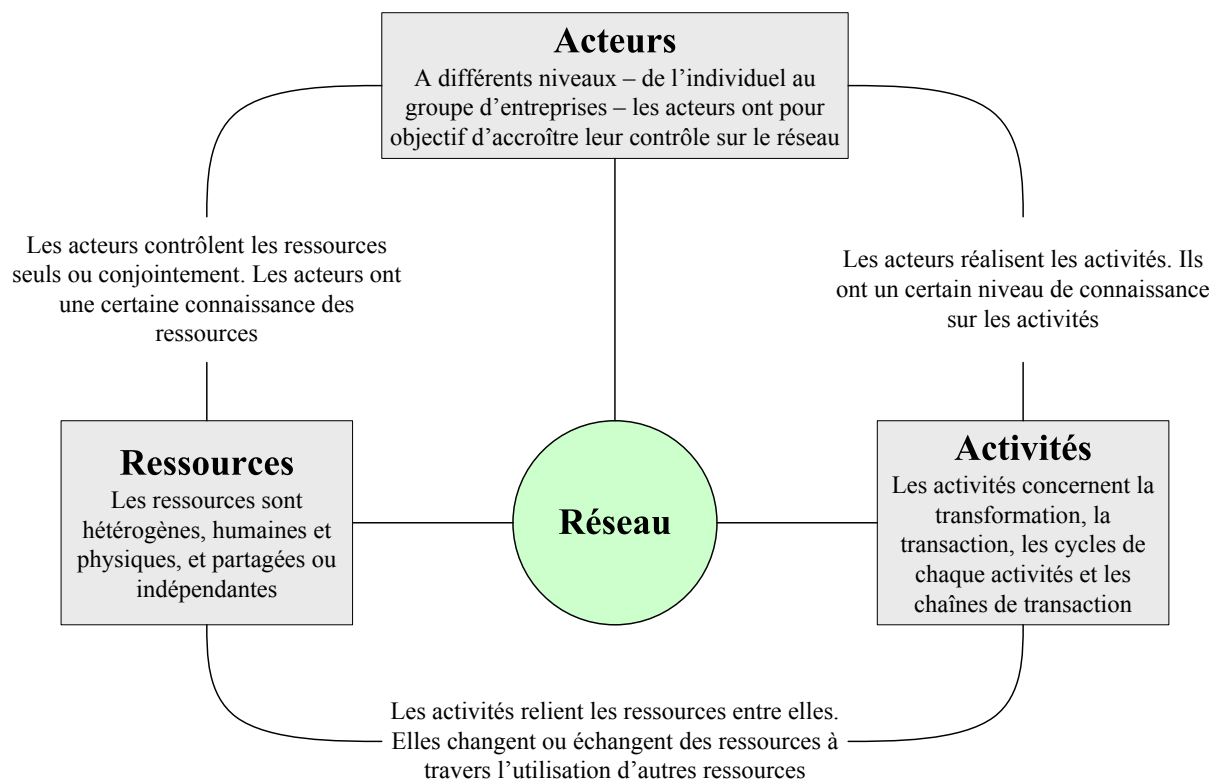 Acteurs
A différents niveaux – de l’individuel au
groupe d’entreprises – les acteurs ont pour
objectif d’accroître leur contrôle sur le réseau
Les acteurs contrôlent les ressources
seuls ou conjointement. Les acteurs ont
une certaine connaissance des
ressources
Les acteurs réalisent les activités. Ils
ont un certain niveau de connaissance
sur les activités
Ressources
Les ressources sont
hétérogènes, humaines et
physiques, et partagées ou
indépendantes
Réseau
Activités
Les activités concernent la
transformation, la
transaction, les cycles de
chaque activités et les
chaînes de transaction
Les activités relient les ressources entre elles.
Elles changent ou échangent des ressources à
travers l’utilisation d’autres ressources